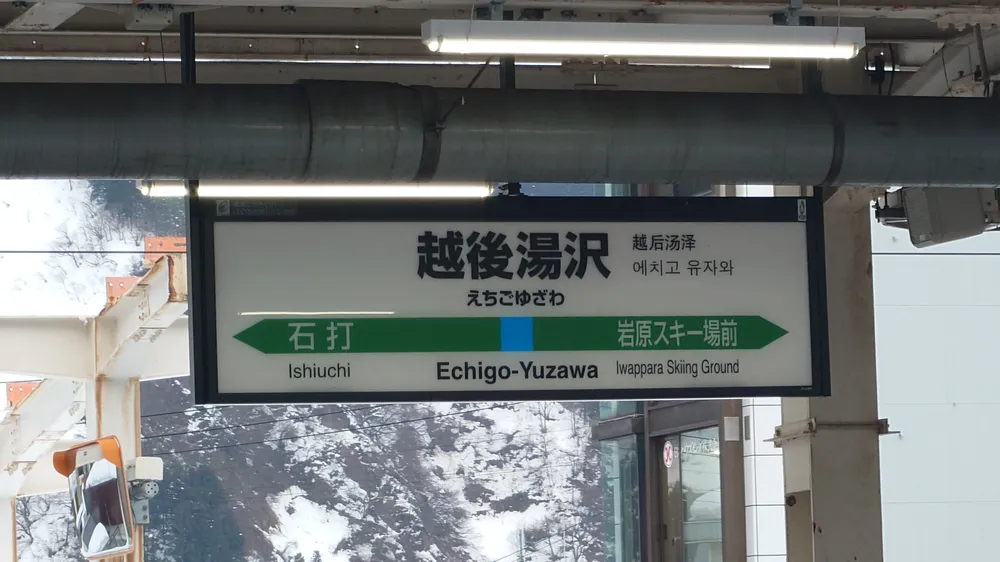 越後湯沢
越后汤泽
에치고 유자와
えちごゆざわ
石打
岩原スキー場前
Ishiuchi
Echigo-Yuzawa
Iwappara Skiing Ground